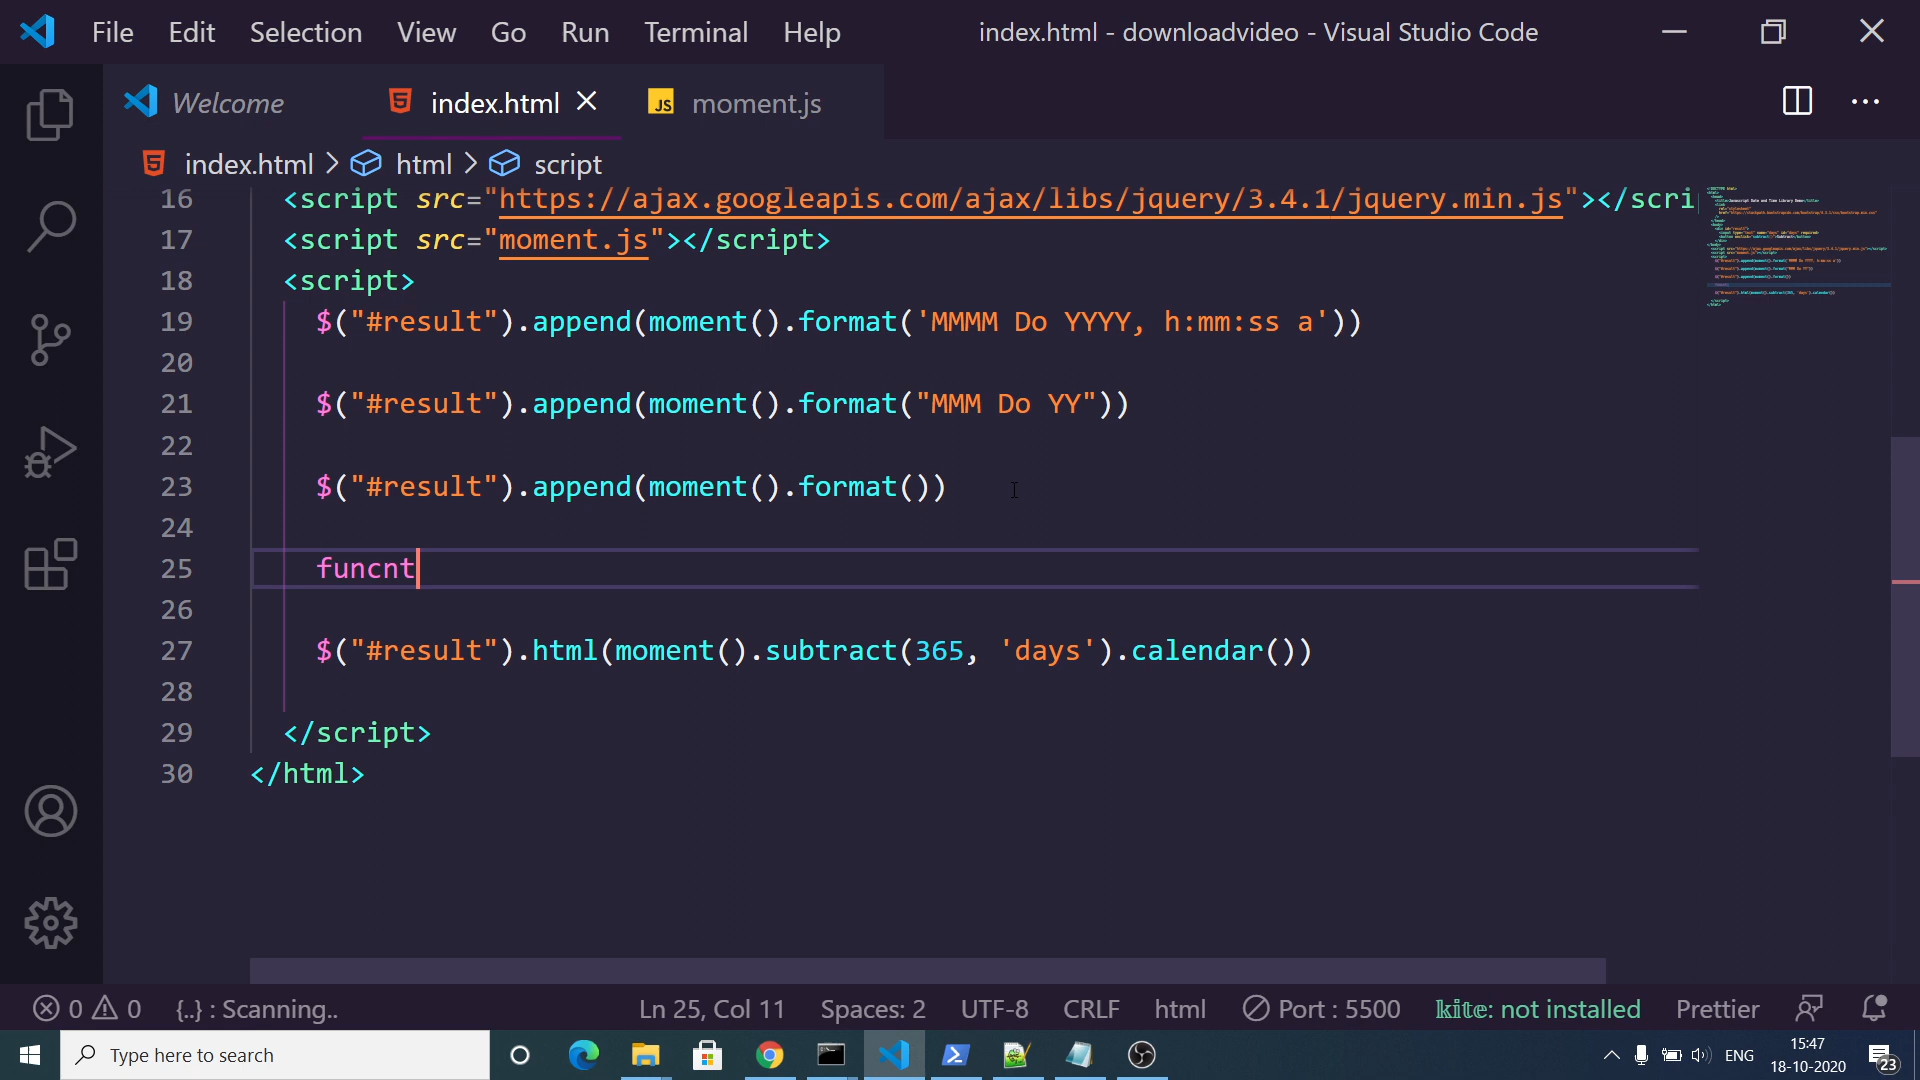 File Edit Selection View Go Run Terminal Help index.html - downloadvideo - Visual Studio Code
Welcome index.html JS moment.js
index.html > html > script
16 <script src="https://ajax.googleapis.com/ajax/libs/jquery/3.4.1/jquery.min.js"></scri
17 <script src="moment.js"></script>
18 <script>
19 $("#result").append(moment().format('MMMM Do YYYY, h:mm:ss a'))
20
21 $("#result").append(moment().format("MMM Do YY"))
22
23 $("#result").append(moment().format())
24
25 funcnt
26
27 $("#result").html(moment().subtract(365, 'days').calendar())
28
29 </script>
30 </html>
0 0 {..} : Scanning.. Ln 25, Col 11 Spaces: 2 UTF-8 CRLF html Port : 5500 kite: not installed Prettier
Type here to search ENG 15:47
18-10-2020 23